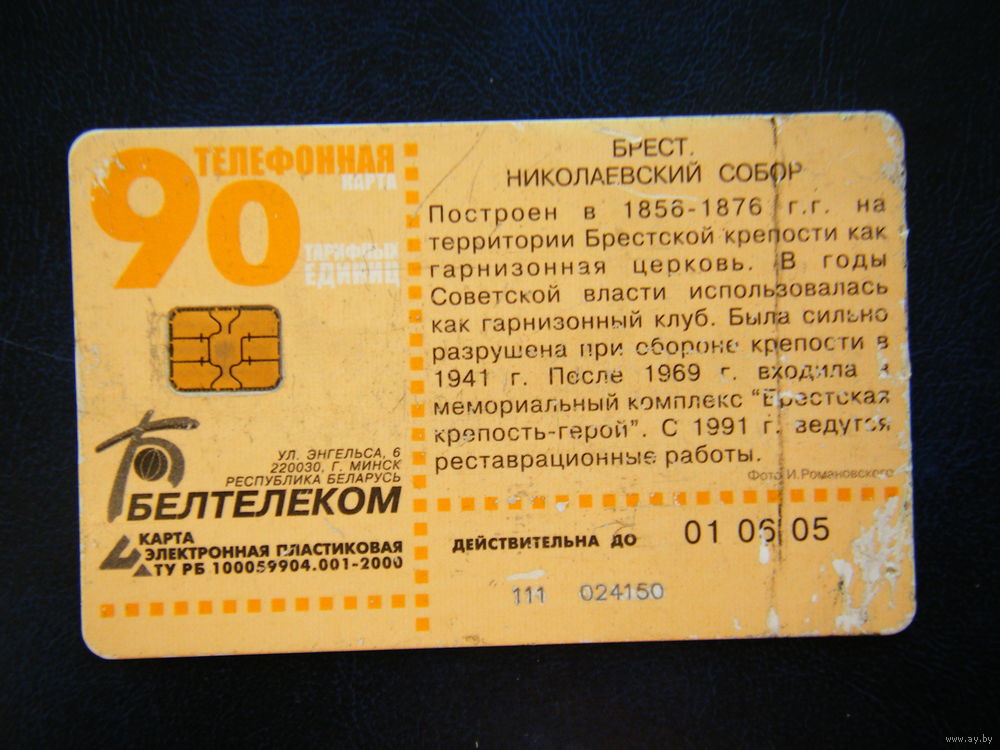 90
ТЕЛЕФОННАЯ
КАРТА
ТАРИФНЫХ
ЕДИНИЦ
БРЕСТ.
НИКОЛАЕВСКИЙ СОБОР
Построен в 1856-1876 г.г. на
территории Брестской крепости как
гарнизонная церковь. В годы
Советской власти использовалась
как гарнизонный клуб. Была сильно
разрушена при обороне крепости в
1941 г. После 1969 г. входила в
мемориальный комплекс "Брестская
крепость-герой". С 1991 г. ведутся
реставрационные работы.
Фото И.Романовского
УЛ. ЭНГЕЛЬСА, 6
220030, Г. МИНСК
РЕСПУБЛИКА БЕЛАРУСЬ
БЕЛТЕЛЕКОМ
КАРТА
ЭЛЕКТРОННАЯ ПЛАСТИКОВАЯ
ТУ РБ 100059904.001-2000
ДЕЙСТВИТЕЛЬНА ДО 01 06 05
111 024150
www.ay.by